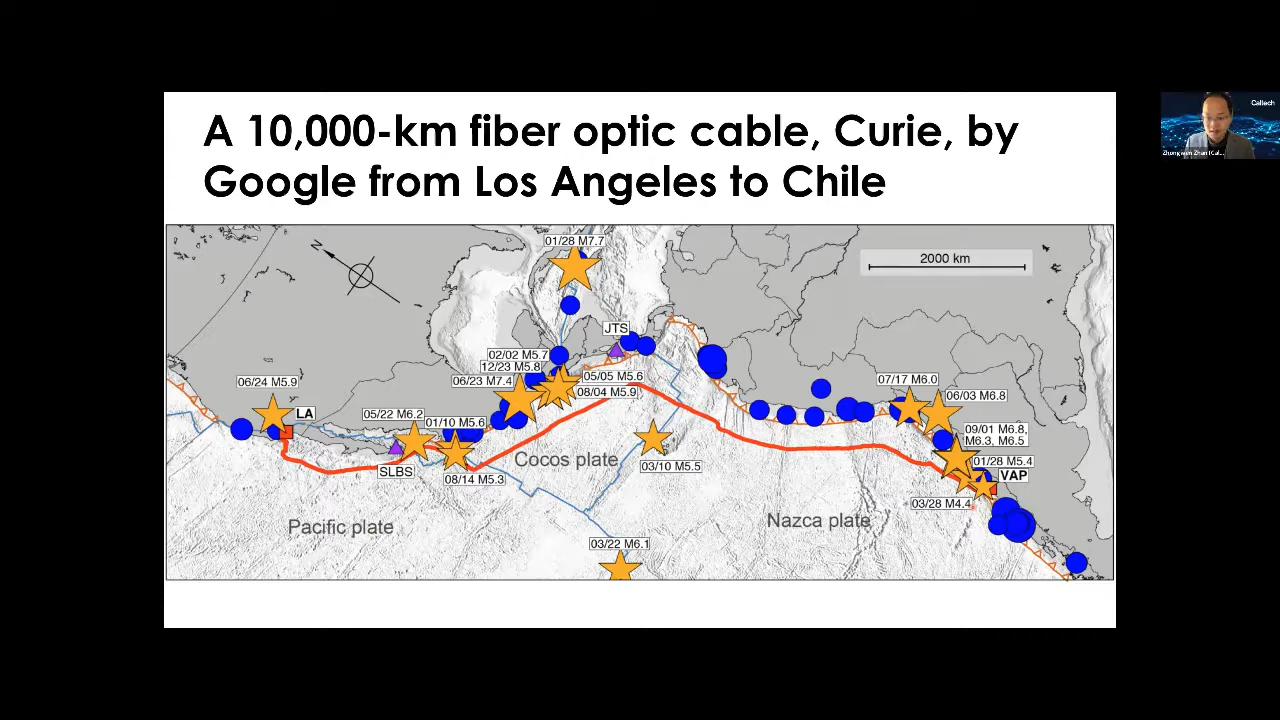 A 10,000-km fiber optic cable, Curie, by
Google from Los Angeles to Chile
Caltech
01/28 M7.7
N
2000 km
JTS
02/02 M5.7
12/23 M5.8
06/23 M7.4
05/05 M5.6
08/04 M5.9
06/24 M5.9
LA
05/22 M6.2
01/10 M5.6
SLBS
08/14 M5.3
Cocos plate
03/10 M5.5
07/17 M6.0
06/03 M6.8
09/01 M6.8,
M6.3, M6.5
01/28 M5.4
VAP
03/28 M4.4
Pacific plate
Nazca plate
03/22 M6.1
Zhongwen Zhan (Cal...